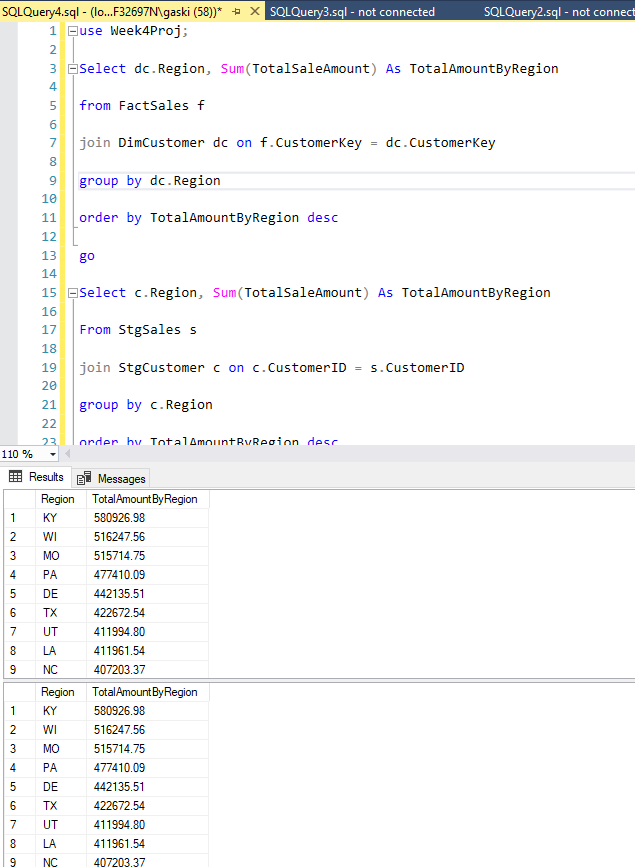 SQLQuery4.sql - (lo...F32697N\gaski (58))* SQLQuery3.sql - not connected SQLQuery2.sql - not connect
1 use Week4Proj;
2
3 Select dc.Region, Sum(TotalSaleAmount) As TotalAmountByRegion
4
5 from FactSales f
6
7 join DimCustomer dc on f.CustomerKey = dc.CustomerKey
8
9 group by dc.Region
10
11 order by TotalAmountByRegion desc
12
13 go
14
15 Select c.Region, Sum(TotalSaleAmount) As TotalAmountByRegion
16
17 From StgSales s
18
19 join StgCustomer c on c.CustomerID = s.CustomerID
20
21 group by c.Region
22
23 order by TotalAmountByRegion desc
110 %
Results Messages
Region TotalAmountByRegion
1 KY 580926.98
2 WI 516247.56
3 MO 515714.75
4 PA 477410.09
5 DE 442135.51
6 TX 422672.54
7 UT 411994.80
8 LA 411961.54
9 NC 407203.37
Region TotalAmountByRegion
1 KY 580926.98
2 WI 516247.56
3 MO 515714.75
4 PA 477410.09
5 DE 442135.51
6 TX 422672.54
7 UT 411994.80
8 LA 411961.54
9 NC 407203.37